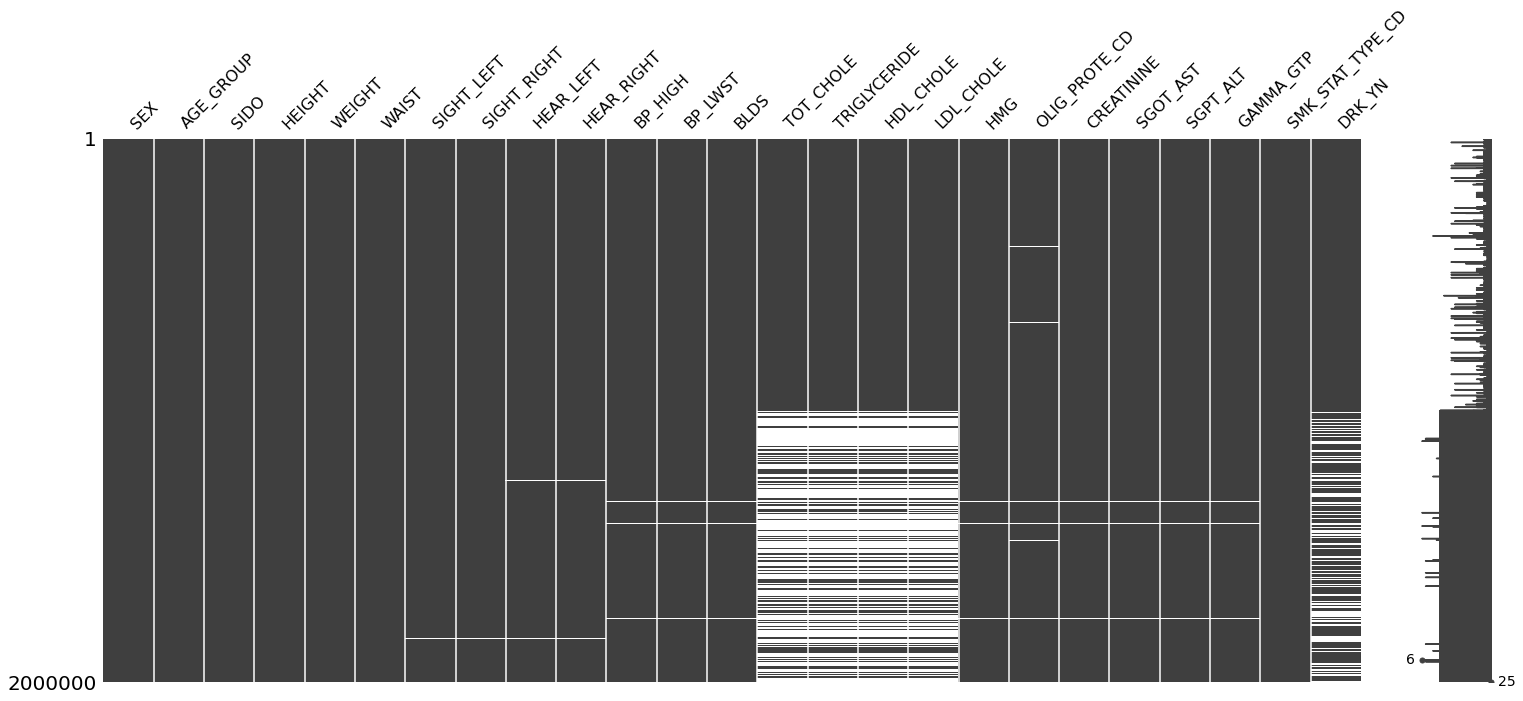 SEX
AGE_GROUP
SIDO
HEIGHT
WEIGHT
WAIST
SIGHT_LEFT
SIGHT_RIGHT
HEAR_LEFT
HEAR_RIGHT
BP_HIGH
BP_LWST
BLDS
TOT_CHOLE
TRIGLYCERIDE
HDL_CHOLE
LDL_CHOLE
HMG
OLIG_PROTE_CD
CREATININE
SGOT_AST
SGPT_ALT
GAMMA_GTP
SMK_STAT_TYPE_CD
DRK_YN
1
6
2000000
25